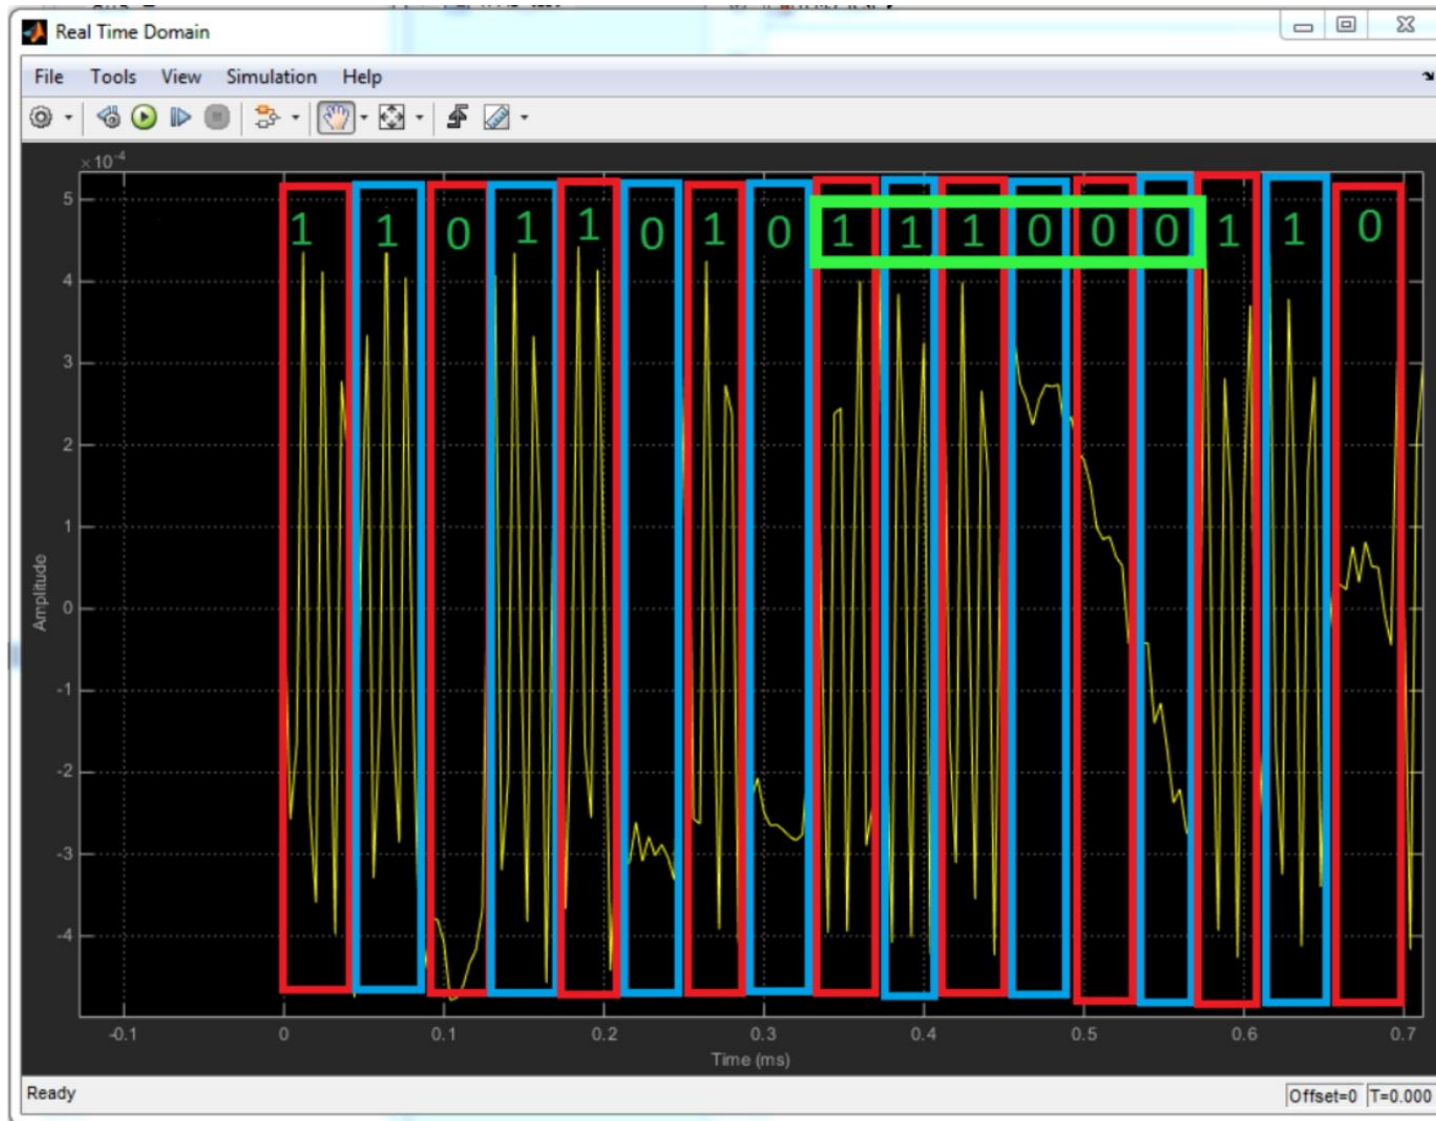 Real Time Domain
File Tools View Simulation Help
×10^-4
1 1 0 1 1 0 1 0 1 1 1 0 0 0 1 1 0
5
4
3
2
1
0
-1
-2
-3
-4
Amplitude
-0.1 0 0.1 0.2 0.3 0.4 0.5 0.6 0.7
Time (ms)
Ready Offset=0 T=0.000